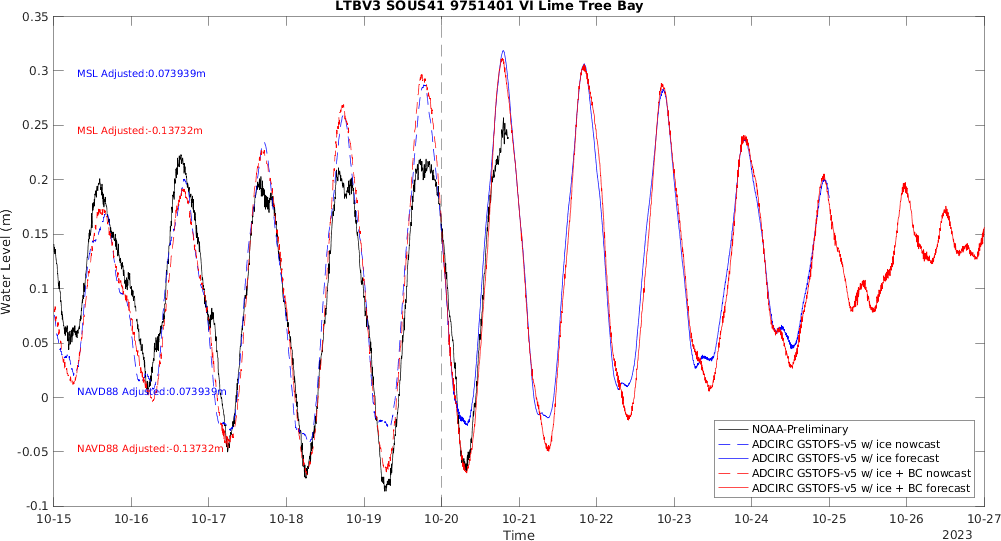 LTBV3 SOUS41 9751401 VI Lime Tree Bay
0.35
0.3
0.25
0.2
0.15
0.1
0.05
0
-0.05
-0.1
Water Level (m)
MSL Adjusted:0.073939m
MSL Adjusted:-0.13732m
NAVD88 Adjusted:0.073939m
NAVD88 Adjusted:-0.13732m
NOAA-Preliminary
ADCIRC GSTOFS-v5 w/ ice nowcast
ADCIRC GSTOFS-v5 w/ ice forecast
ADCIRC GSTOFS-v5 w/ ice + BC nowcast
ADCIRC GSTOFS-v5 w/ ice + BC forecast
10-15 10-16 10-17 10-18 10-19 10-20 10-21 10-22 10-23 10-24 10-25 10-26 10-27
Time
2023